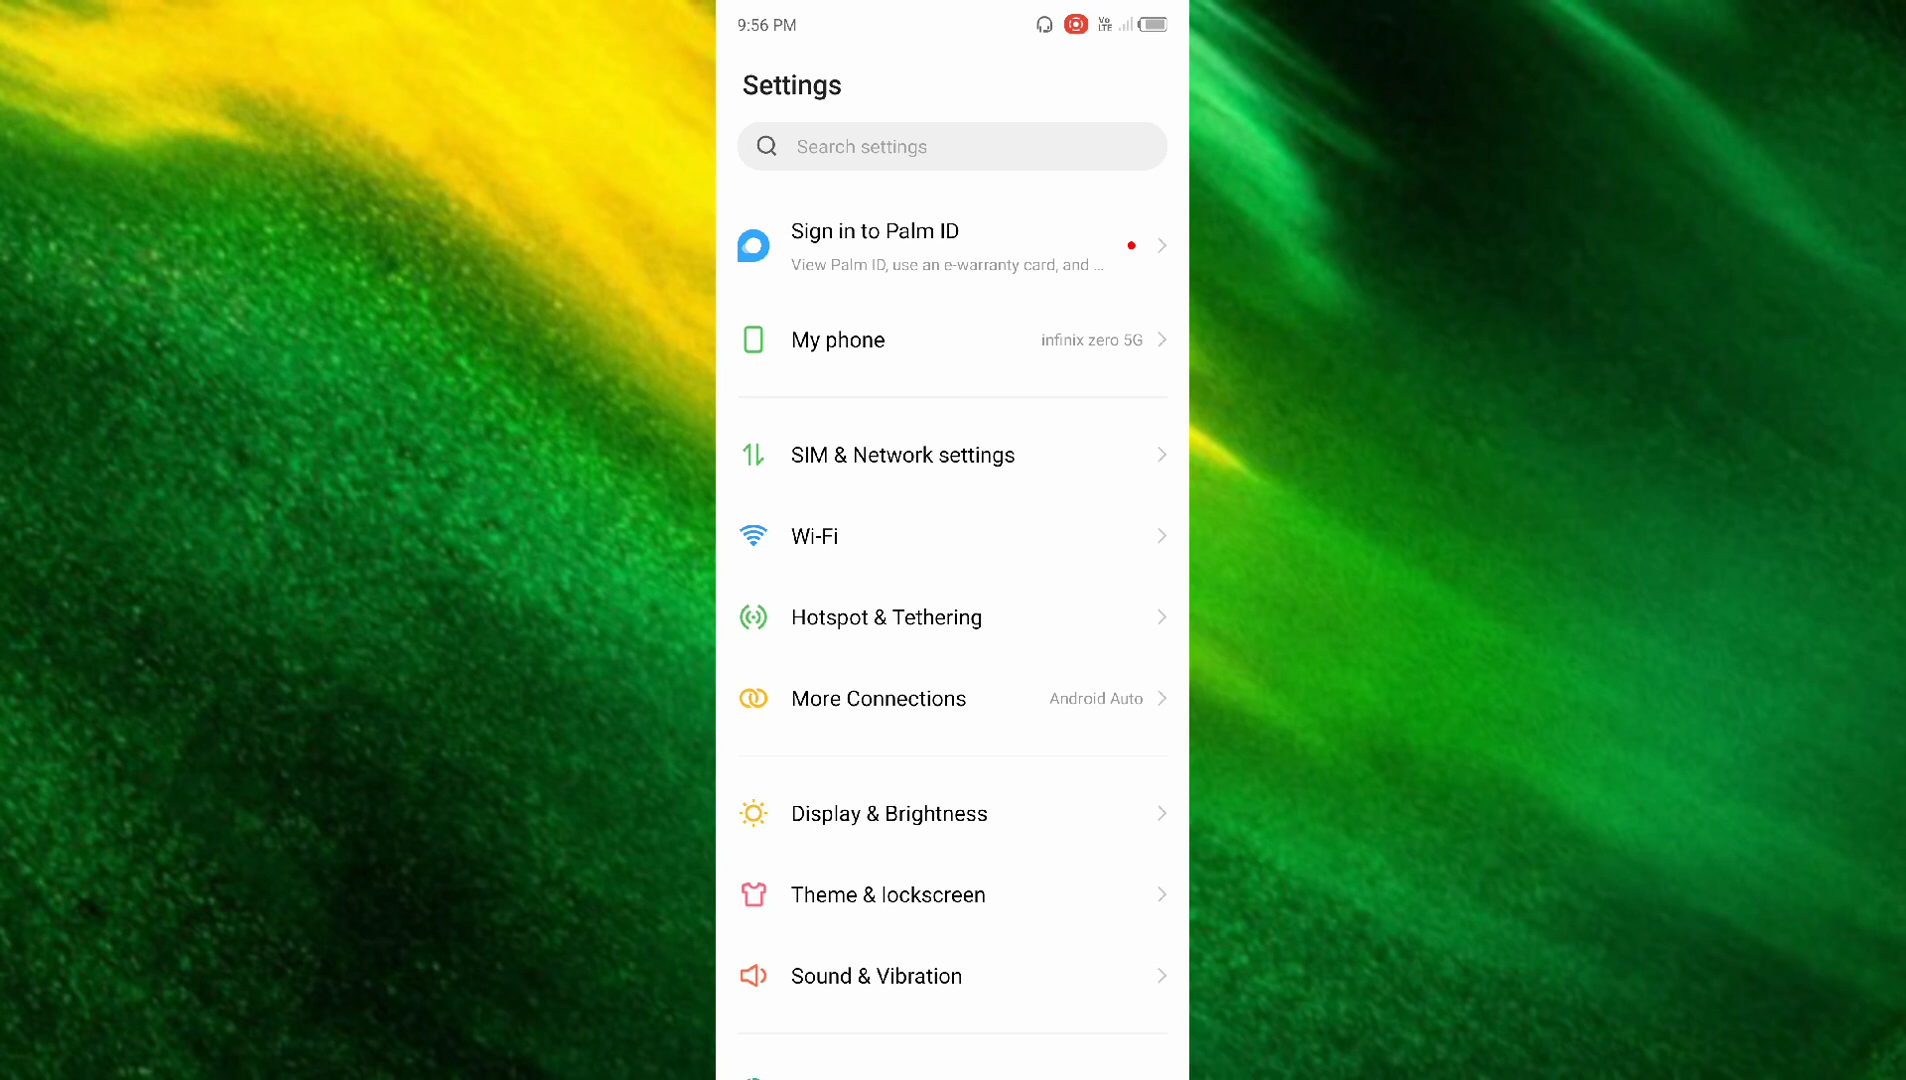 9:56 PM
Vo
LTE
Settings
Search settings
Sign in to Palm ID
View Palm ID, use an e-warranty card, and ...
My phone
infinix zero 5G
SIM & Network settings
Wi-Fi
Hotspot & Tethering
More Connections
Android Auto
Display & Brightness
Theme & lockscreen
Sound & Vibration